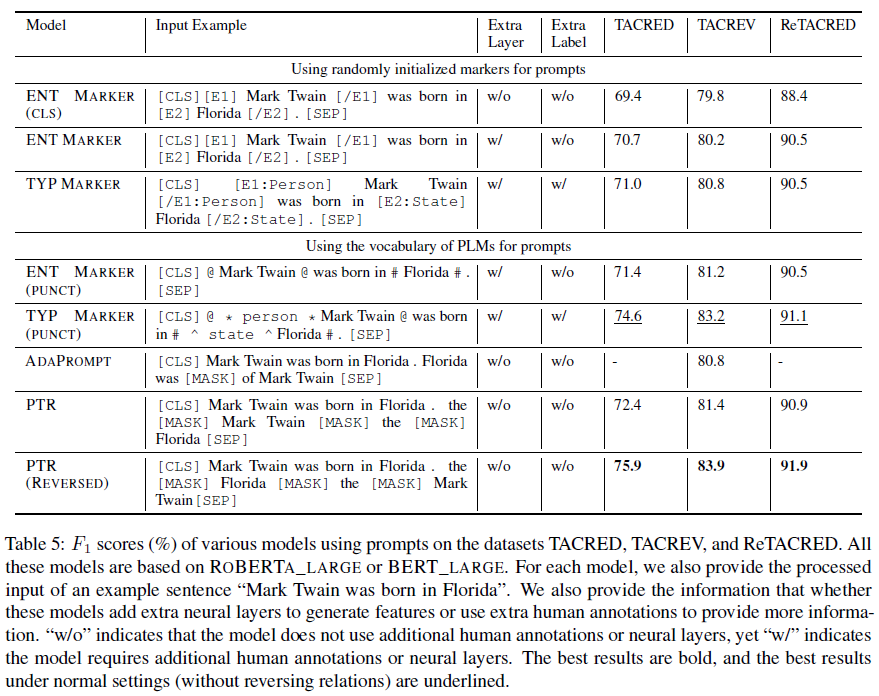 Model Input Example Extra Layer Extra Label TACRED TACREV ReTACRED
Using randomly initialized markers for prompts
ENT MARKER (CLS) [CLS][E1] Mark Twain [/E1] was born in w/o w/o 69.4 79.8 88.4
[E2] Florida [/E2] . [SEP]
ENT MARKER [CLS][E1] Mark Twain [/E1] was born in w/ w/o 70.7 80.2 90.5
[E2] Florida [/E2] . [SEP]
TYP MARKER [CLS] [E1:Person] Mark Twain w/ w/ 71.0 80.8 90.5
[/E1:Person] was born in [E2:State]
Florida [/E2:State] . [SEP]
Using the vocabulary of PLMs for prompts
ENT MARKER (PUNCT) [CLS] @ Mark Twain @ was born in # Florida # . w/ w/o 71.4 81.2 90.5
[SEP]
TYP MARKER (PUNCT) [CLS] @ * person * Mark Twain @ was born w/ w/ 74.6 83.2 91.1
in # ^ state ^ Florida # . [SEP]
ADAPROMPT [CLS] Mark Twain was born in Florida . Florida w/o w/o - 80.8 -
was [MASK] of Mark Twain [SEP]
PTR [CLS] Mark Twain was born in Florida . the w/o w/o 72.4 81.4 90.9
[MASK] Mark Twain [MASK] the [MASK]
Florida [SEP]
PTR (REVERSED) [CLS] Mark Twain was born in Florida . the w/o w/o 75.9 83.9 91.9
[MASK] Florida [MASK] the [MASK] Mark
Twain [SEP]
Table 5: F1 scores (%) of various models using prompts on the datasets TACRED, TACREV, and ReTACRED. All
these models are based on ROBERTA_LARGE or BERT_LARGE. For each model, we also provide the processed
input of an example sentence “Mark Twain was born in Florida”. We also provide the information that whether
these models add extra neural layers to generate features or use extra human annotations to provide more informa-
tion. “w/o” indicates that the model does not use additional human annotations or neural layers, yet “w/” indicates
the model requires additional human annotations or neural layers. The best results are bold, and the best results
under normal settings (without reversing relations) are underlined.